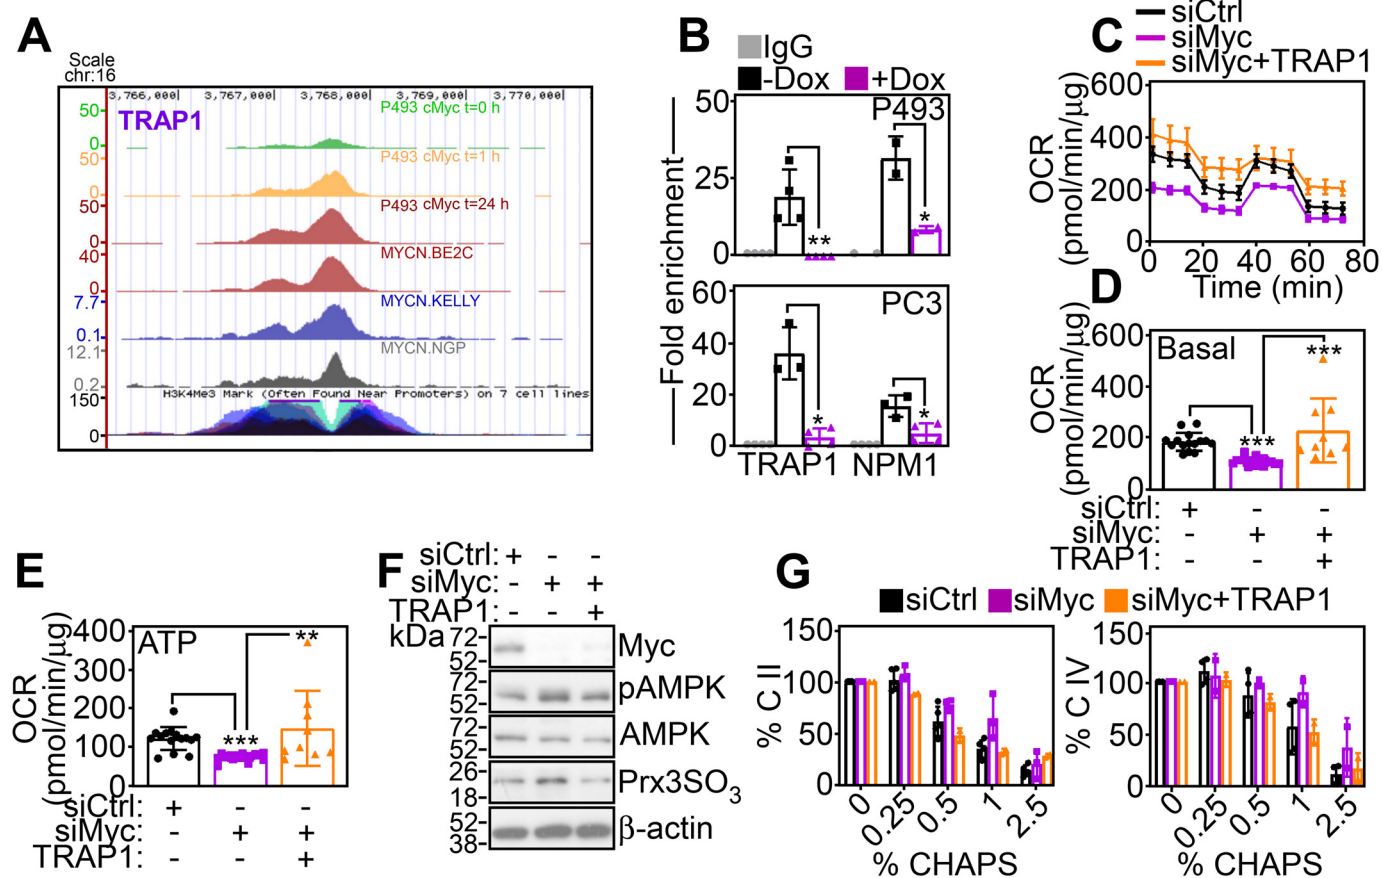 A
Scale
chr:16
3,766,000
3,767,000
3,768,000
3,769,000
3,770,000
TRAP1
50
0
P493 cMyc t=0 h
50
0
P493 cMyc t=1 h
50
0
P493 cMyc t=24 h
40
0
MYCN.BE2C
7.7
0.1
MYCN.KELLY
12.1
0.2
MYCN.NGP
H3K4Me3 Mark (Often Found Near Promoters) on 7 cell lines
150
0
B
IgG
-Dox +Dox
Fold enrichment
50
25
0
P493
**
*
60
40
20
0
PC3
*
*
TRAP1 NPM1
C
siCtrl
siMyc
siMyc+TRAP1
OCR
(pmol/min/µg)
600
400
200
0
0 20 40 60 80
Time (min)
D
OCR
(pmol/min/µg)
600
400
200
0
Basal
***
***
siCtrl: + - -
siMyc: - + +
TRAP1: - - +
E
OCR
(pmol/min/µg)
400
300
200
100
0
ATP
***
**
siCtrl: + - -
siMyc: - + +
TRAP1: - - +
F
siCtrl: + - -
siMyc: - + +
TRAP1: - - +
kDa
72-
52-
Myc
72-
52-
pAMPK
72-
52-
AMPK
26-
18-
Prx3SO3
52-
38-
β-actin
G
siCtrl siMyc siMyc+TRAP1
% C II
150
100
50
0
0 0.25 0.5 1 2.5
% CHAPS
% C IV
150
100
50
0
0 0.25 0.5 1 2.5
% CHAPS